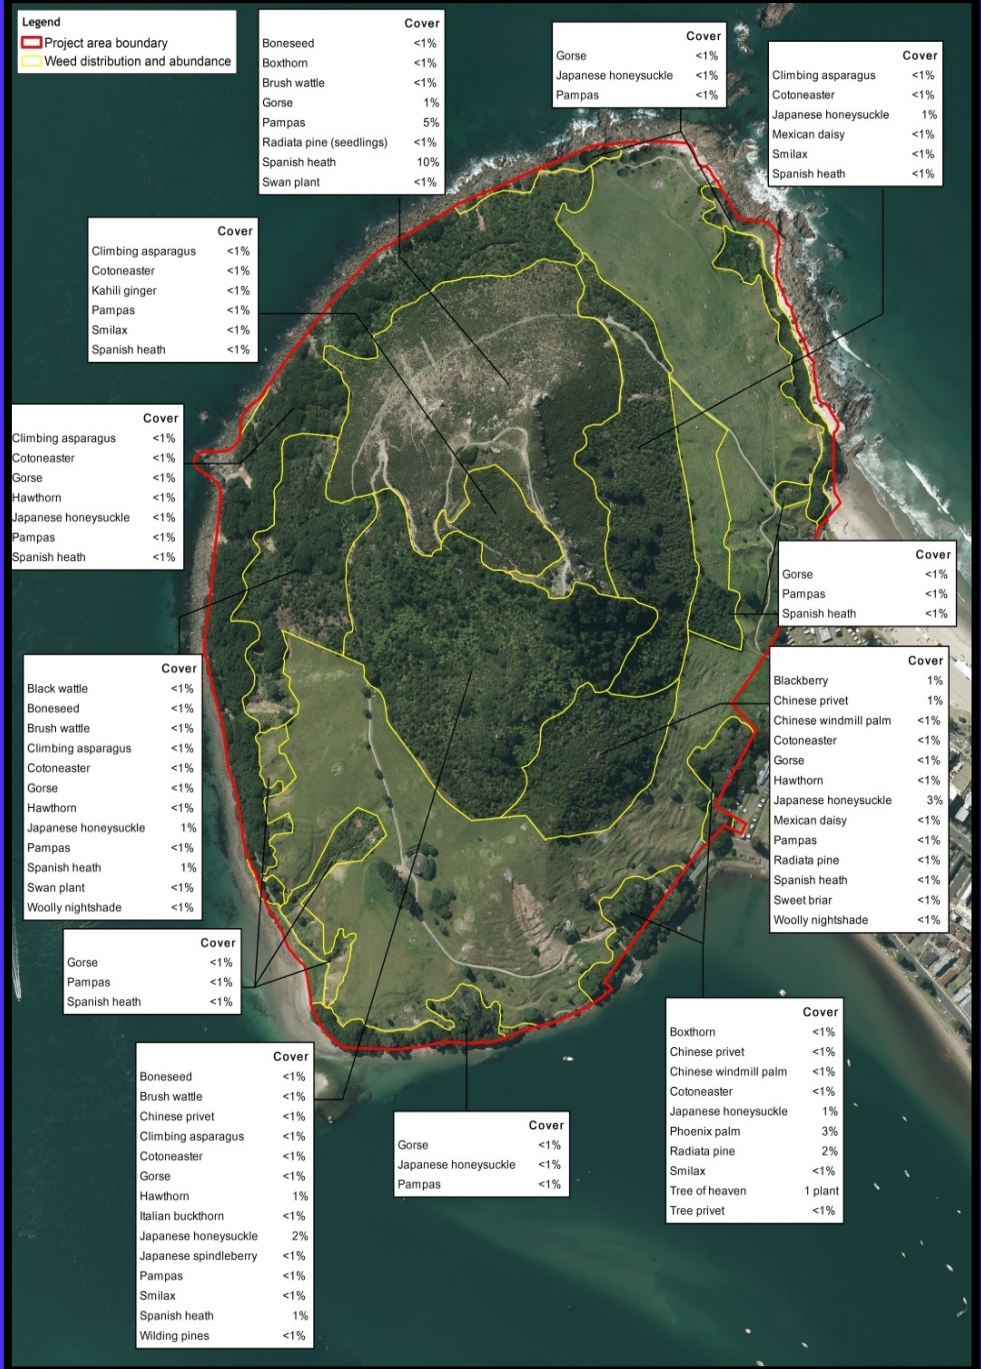 Legend
Project area boundary
Weed distribution and abundance
Cover
Boneseed <1%
Boxthorn <1%
Brush wattle <1%
Gorse 1%
Pampas 5%
Radiata pine (seedlings) <1%
Spanish heath 10%
Swan plant <1%
Cover
Gorse <1%
Japanese honeysuckle <1%
Pampas <1%
Cover
Climbing asparagus <1%
Cotoneaster <1%
Japanese honeysuckle 1%
Mexican daisy <1%
Smilax <1%
Spanish heath <1%
Cover
Climbing asparagus <1%
Cotoneaster <1%
Kahili ginger <1%
Pampas <1%
Smilax <1%
Spanish heath <1%
Cover
Climbing asparagus <1%
Cotoneaster <1%
Gorse <1%
Hawthorn <1%
Japanese honeysuckle <1%
Pampas <1%
Spanish heath <1%
Cover
Gorse <1%
Pampas <1%
Spanish heath <1%
Cover
Black wattle <1%
Boneseed <1%
Brush wattle <1%
Climbing asparagus <1%
Cotoneaster <1%
Gorse <1%
Hawthorn <1%
Japanese honeysuckle 1%
Pampas <1%
Spanish heath 1%
Swan plant <1%
Woolly nightshade <1%
Cover
Blackberry 1%
Chinese privet 1%
Chinese windmill palm <1%
Cotoneaster <1%
Gorse <1%
Hawthorn <1%
Japanese honeysuckle 3%
Mexican daisy <1%
Pampas <1%
Radiata pine <1%
Spanish heath <1%
Sweet briar <1%
Woolly nightshade <1%
Cover
Gorse <1%
Pampas <1%
Spanish heath <1%
Cover
Boneseed <1%
Brush wattle <1%
Chinese privet <1%
Climbing asparagus <1%
Cotoneaster <1%
Gorse <1%
Hawthorn 1%
Italian buckthorn <1%
Japanese honeysuckle 2%
Japanese spindleberry <1%
Pampas <1%
Smilax <1%
Spanish heath 1%
Wilding pines <1%
Cover
Gorse <1%
Japanese honeysuckle <1%
Pampas <1%
Cover
Boxthorn <1%
Chinese privet <1%
Chinese windmill palm <1%
Cotoneaster <1%
Japanese honeysuckle 1%
Phoenix palm 3%
Radiata pine 2%
Smilax <1%
Tree of heaven 1 plant
Tree privet <1%